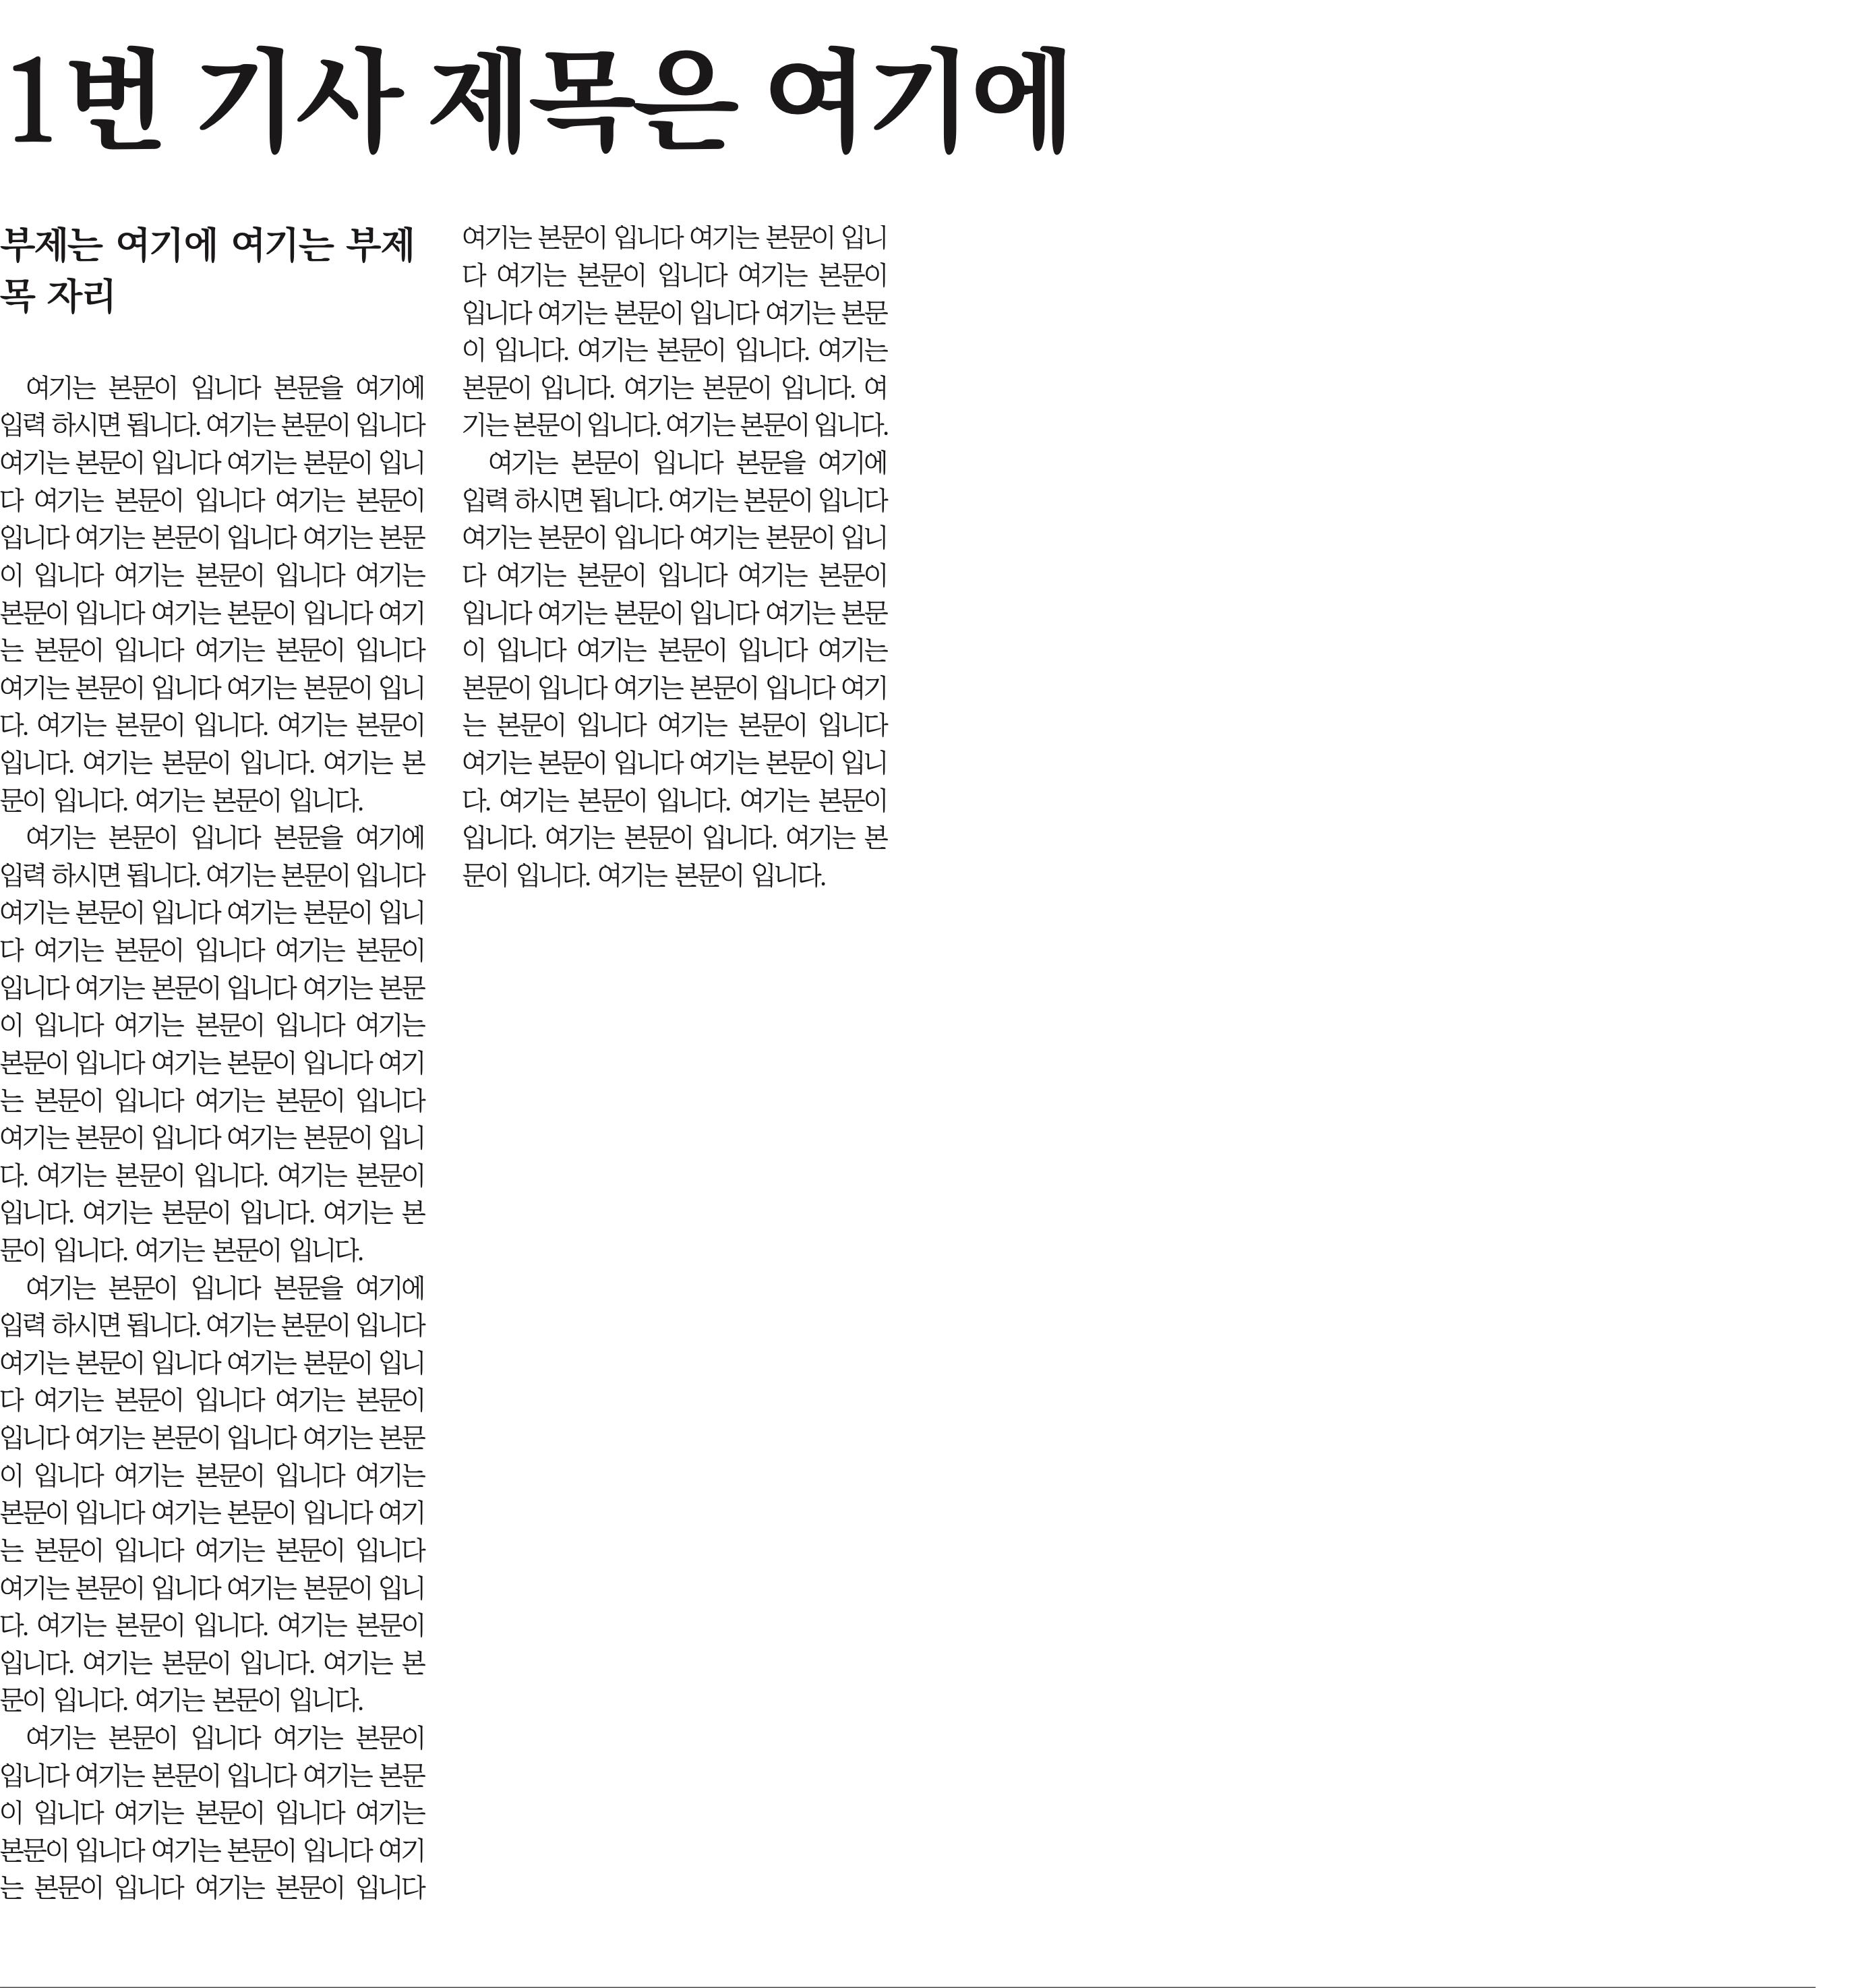 1번 기사 제목은 여기에
부제는 여기에 여기는 부제
목 자리
여기는 본문이 입니다 본문을 여기에
입력 하시면 됩니다. 여기는 본문이 입니다
여기는 본문이 입니다 여기는 본문이 입니
다 여기는 본문이 입니다 여기는 본문이
입니다 여기는 본문이 입니다 여기는 본문
이 입니다 여기는 본문이 입니다 여기는
본문이 입니다 여기는 본문이 입니다 여기
는 본문이 입니다 여기는 본문이 입니다
여기는 본문이 입니다 여기는 본문이 입니
다. 여기는 본문이 입니다. 여기는 본문이
입니다. 여기는 본문이 입니다. 여기는 본
문이 입니다. 여기는 본문이 입니다.
여기는 본문이 입니다 본문을 여기에
입력 하시면 됩니다. 여기는 본문이 입니다
여기는 본문이 입니다 여기는 본문이 입니
다 여기는 본문이 입니다 여기는 본문이
입니다 여기는 본문이 입니다 여기는 본문
이 입니다 여기는 본문이 입니다 여기는
본문이 입니다 여기는 본문이 입니다 여기
는 본문이 입니다 여기는 본문이 입니다
여기는 본문이 입니다 여기는 본문이 입니
다. 여기는 본문이 입니다. 여기는 본문이
입니다. 여기는 본문이 입니다. 여기는 본
문이 입니다. 여기는 본문이 입니다.
여기는 본문이 입니다 본문을 여기에
입력 하시면 됩니다. 여기는 본문이 입니다
여기는 본문이 입니다 여기는 본문이 입니
다 여기는 본문이 입니다 여기는 본문이
입니다 여기는 본문이 입니다 여기는 본문
이 입니다 여기는 본문이 입니다 여기는
본문이 입니다 여기는 본문이 입니다 여기
는 본문이 입니다 여기는 본문이 입니다
여기는 본문이 입니다 여기는 본문이 입니
다. 여기는 본문이 입니다. 여기는 본문이
입니다. 여기는 본문이 입니다. 여기는 본
문이 입니다. 여기는 본문이 입니다.
여기는 본문이 입니다 여기는 본문이
입니다 여기는 본문이 입니다 여기는 본문
이 입니다 여기는 본문이 입니다 여기는
본문이 입니다 여기는 본문이 입니다 여기
는 본문이 입니다 여기는 본문이 입니다
여기는 본문이 입니다 여기는 본문이 입니
다 여기는 본문이 입니다 여기는 본문이
입니다 여기는 본문이 입니다 여기는 본문
이 입니다. 여기는 본문이 입니다. 여기는
본문이 입니다. 여기는 본문이 입니다. 여
기는 본문이 입니다. 여기는 본문이 입니다.
여기는 본문이 입니다 본문을 여기에
입력 하시면 됩니다. 여기는 본문이 입니다
여기는 본문이 입니다 여기는 본문이 입니
다 여기는 본문이 입니다 여기는 본문이
입니다 여기는 본문이 입니다 여기는 본문
이 입니다 여기는 본문이 입니다 여기는
본문이 입니다 여기는 본문이 입니다 여기
는 본문이 입니다 여기는 본문이 입니다
여기는 본문이 입니다 여기는 본문이 입니
다. 여기는 본문이 입니다. 여기는 본문이
입니다. 여기는 본문이 입니다. 여기는 본
문이 입니다. 여기는 본문이 입니다.